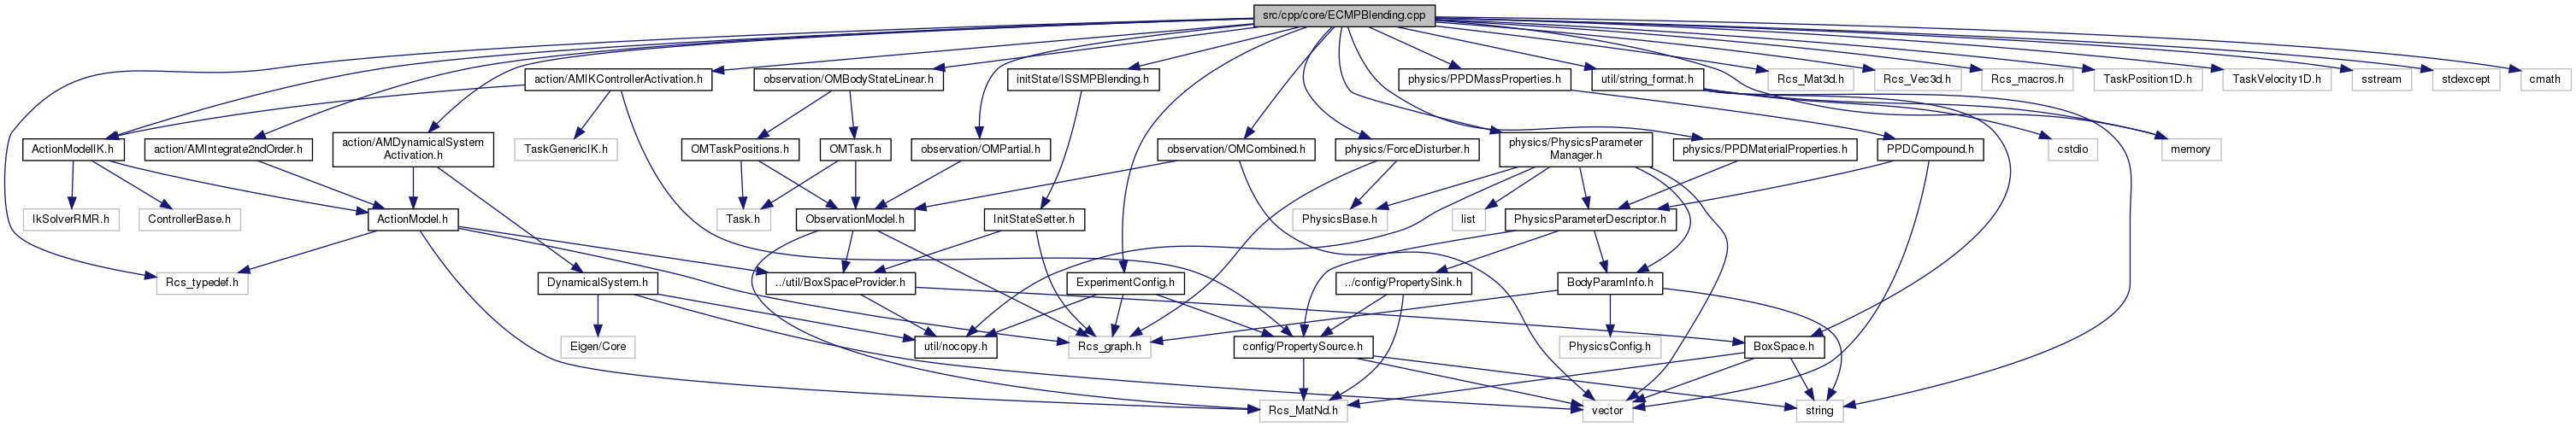 src/cpp/core/ECMPBlending.cpp
action/AMIKControllerActivation.h
observation/OMBodyStateLinear.h
initState/ISSMPBlending.h
physics/PPDMassProperties.h
util/string_format.h
Rcs_Mat3d.h
Rcs_Vec3d.h
Rcs_macros.h
TaskPosition1D.h
TaskVelocity1D.h
sstream
stdexcept
cmath
ActionModelIK.h
action/AMIntegrate2ndOrder.h
action/AMDynamicalSystem
Activation.h
TaskGenericIK.h
OMTaskPositions.h
OMTask.h
observation/OMPartial.h
observation/OMCombined.h
physics/ForceDisturber.h
physics/PhysicsParameter
Manager.h
physics/PPDMaterialProperties.h
PPDCompound.h
cstdio
memory
IkSolverRMR.h
ControllerBase.h
ActionModel.h
Task.h
ObservationModel.h
InitStateSetter.h
PhysicsBase.h
list
PhysicsParameterDescriptor.h
Rcs_typedef.h
DynamicalSystem.h
../util/BoxSpaceProvider.h
ExperimentConfig.h
../config/PropertySink.h
BodyParamInfo.h
Eigen/Core
util/nocopy.h
Rcs_graph.h
config/PropertySource.h
PhysicsConfig.h
BoxSpace.h
Rcs_MatNd.h
vector
string